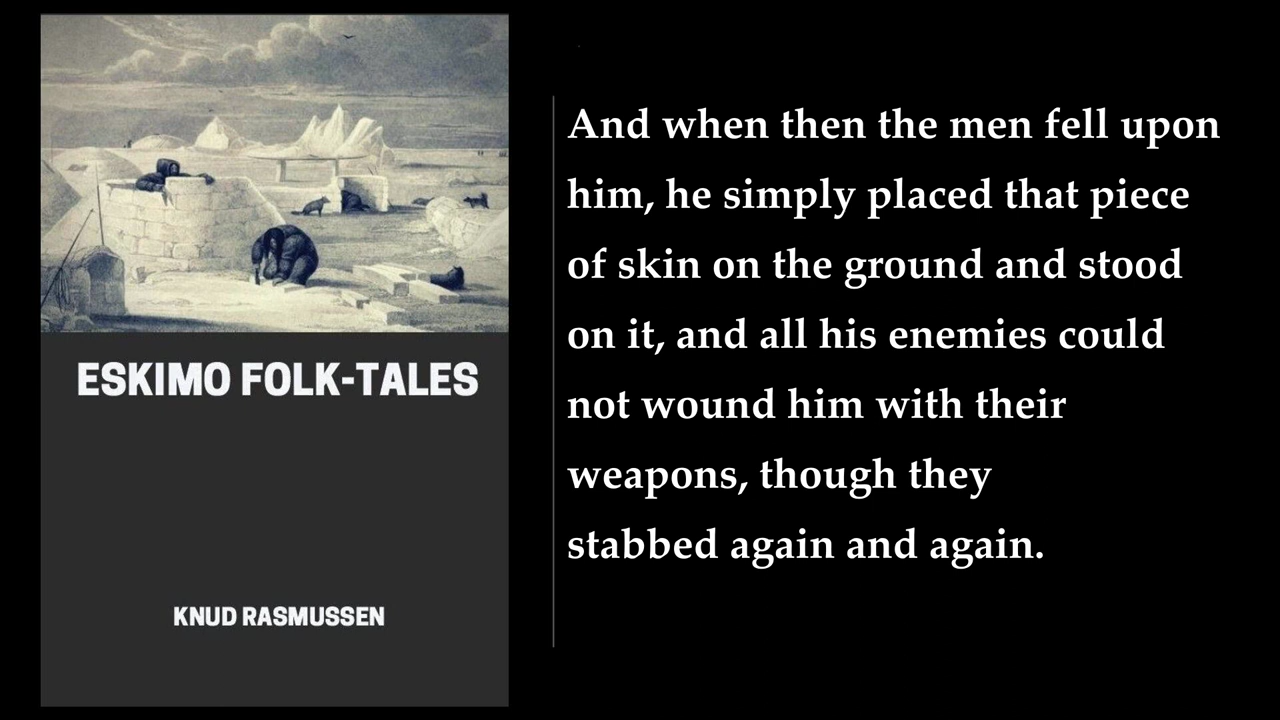 ESKIMO FOLK-TALES
KNUD RASMUSSEN
And when then the men fell upon
him, he simply placed that piece
of skin on the ground and stood
on it, and all his enemies could
not wound him with their
weapons, though they
stabbed again and again.